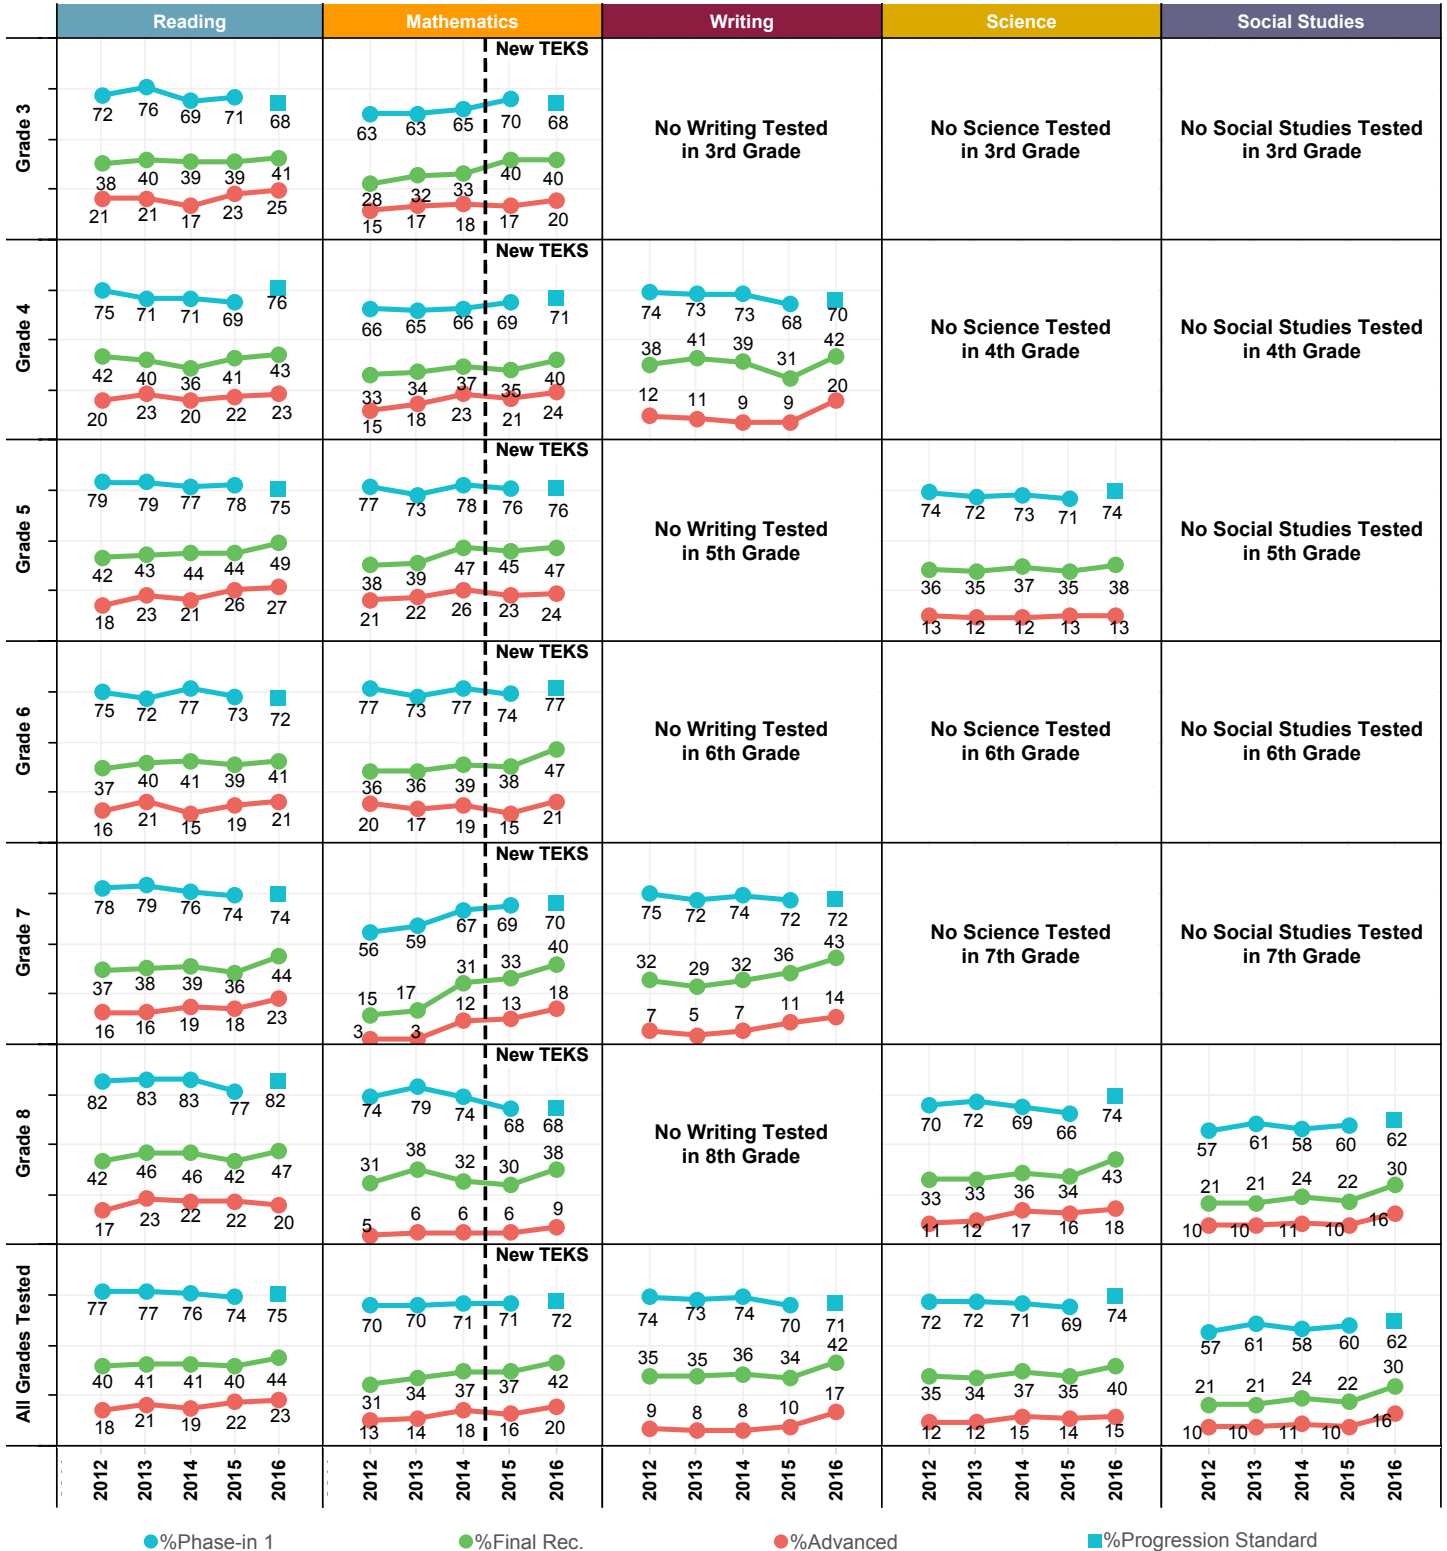 Reading Mathematics Writing Science Social Studies
Grade 3
72 76 69 71 68
38 40 39 39 41
21 21 17 23 25
New TEKS
63 63 65 70 68
28 32 33 40 40
15 17 18 17 20
No Writing Tested
in 3rd Grade
No Science Tested
in 3rd Grade
No Social Studies Tested
in 3rd Grade
Grade 4
75 71 71 69 76
42 40 36 41 43
20 23 20 22 23
New TEKS
66 65 66 69 71
33 34 37 35 40
15 18 23 21 24
74 73 73 68 70
38 41 39 31 42
12 11 9 9 20
No Science Tested
in 4th Grade
No Social Studies Tested
in 4th Grade
Grade 5
79 79 77 78 75
42 43 44 44 49
18 23 21 26 27
New TEKS
77 73 78 76 76
38 39 47 45 47
21 22 26 23 24
No Writing Tested
in 5th Grade
74 72 73 71 74
36 35 37 35 38
13 12 12 13 13
No Social Studies Tested
in 5th Grade
Grade 6
75 72 77 73 72
37 40 41 39 41
16 21 15 19 21
New TEKS
77 73 77 74 77
36 36 39 38 47
20 17 19 15 21
No Writing Tested
in 6th Grade
No Science Tested
in 6th Grade
No Social Studies Tested
in 6th Grade
Grade 7
78 79 76 74 74
37 38 39 36 44
16 16 19 18 23
New TEKS
56 59 67 69 70
15 17 31 33 40
3 3 12 13 18
75 72 74 72 72
32 29 32 36 43
7 5 7 11 14
No Science Tested
in 7th Grade
No Social Studies Tested
in 7th Grade
Grade 8
82 83 83 77 82
42 46 46 42 47
17 23 22 22 20
New TEKS
74 79 74 68 68
31 38 32 30 38
5 6 6 6 9
No Writing Tested
in 8th Grade
70 72 69 66 74
33 33 36 34 43
11 12 17 16 18
57 61 58 60 62
21 21 24 22 30
10 10 11 10 16
All Grades Tested
77 77 76 74 75
40 41 41 40 44
18 21 19 22 23
New TEKS
70 70 71 71 72
31 34 37 37 42
13 14 18 16 20
74 73 74 70 71
35 35 36 34 42
9 8 8 10 17
72 72 71 69 74
35 34 37 35 40
12 12 15 14 15
57 61 58 60 62
21 21 24 22 30
10 10 11 10 16
2012 2013 2014 2015 2016 2012 2013 2014 2015 2016 2012 2013 2014 2015 2016 2012 2013 2014 2015 2016 2012 2013 2014 2015 2016
%Phase-in 1 %Final Rec. %Advanced %Progression Standard